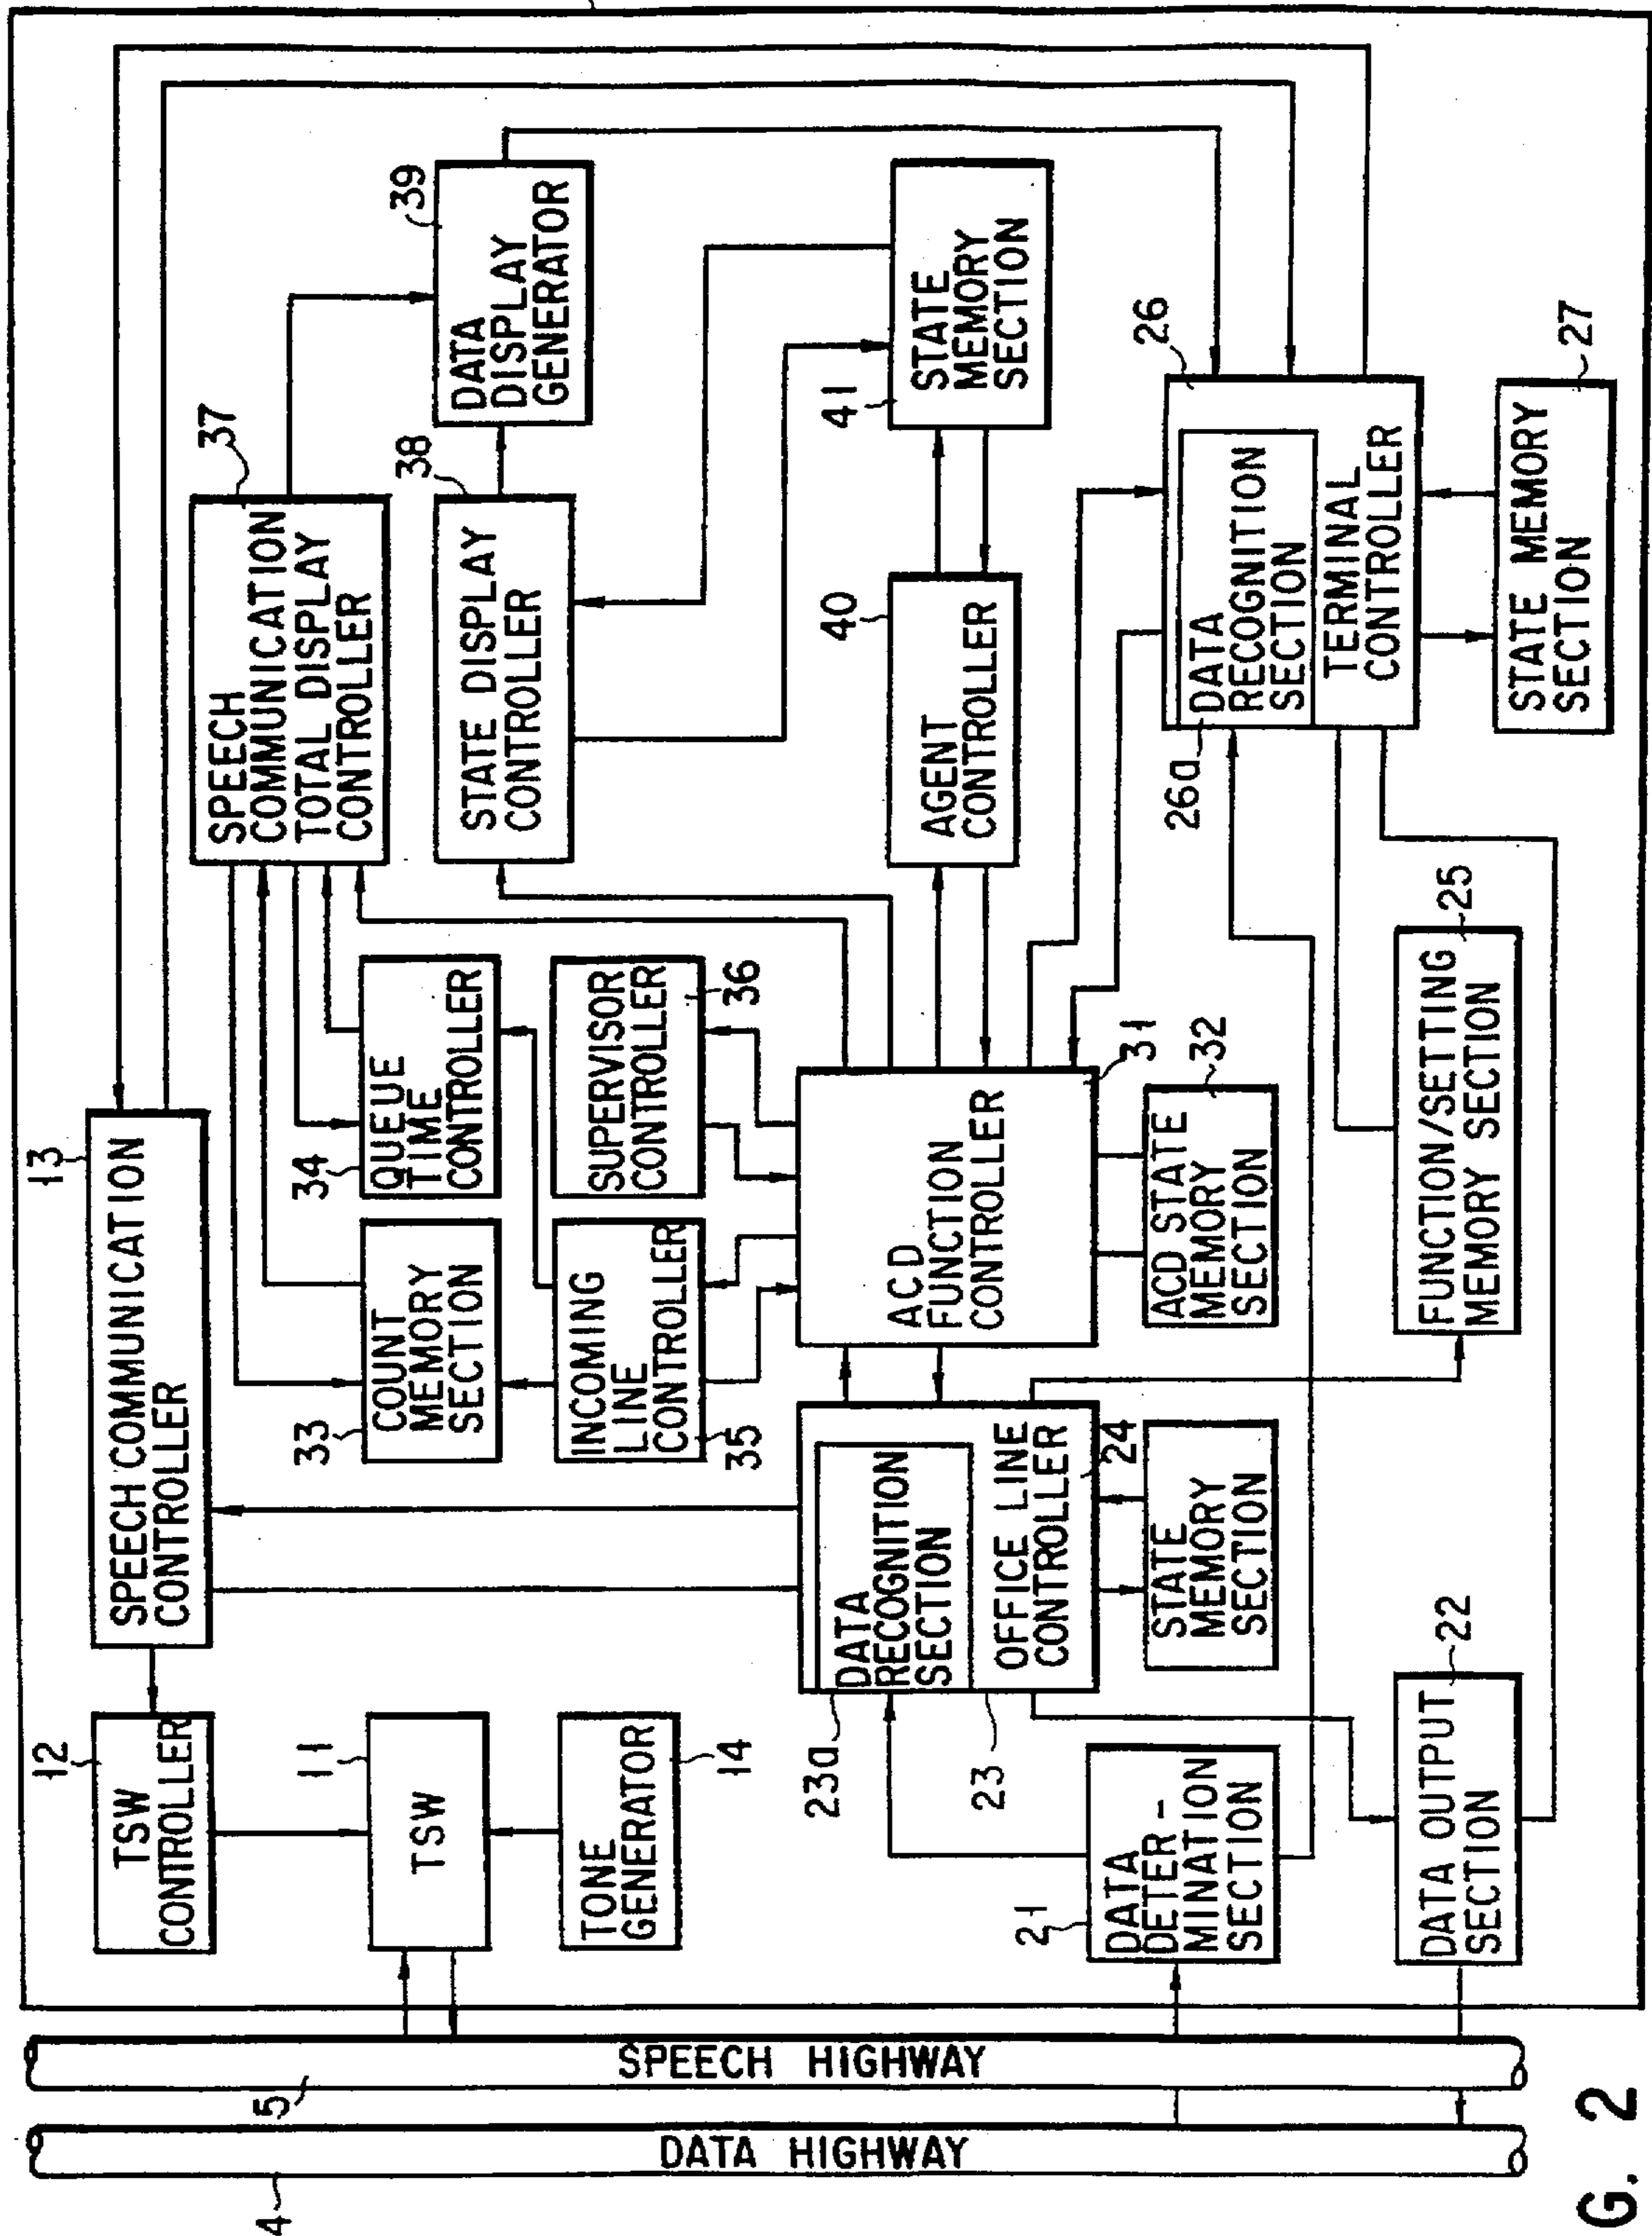 4
DATA HIGHWAY
5
SPEECH HIGHWAY
12
TSW
CONTROLLER
11
TSW
TONE
GENERATOR
14
13
SPEECH COMMUNICATION
CONTROLLER
33
COUNT
MEMORY
SECTION
34
QUEUE
TIME
CONTROLLER
INCOMING
LINE
CONTROLLER
35
SUPERVISOR
CONTROLLER
36
37
SPEECH
COMMUNICATION
TOTAL DISPLAY
CONTROLLER
38
STATE DISPLAY
CONTROLLER
39
DATA
DISPLAY
GENERATOR
23a
DATA
RECOGNITION
SECTION
23
OFFICE LINE
CONTROLLER
24
STATE
MEMORY
SECTION
ACD
FUNCTION
CONTROLLER
31
ACD STATE
MEMORY
SECTION
32
40
AGENT
CONTROLLER
41
STATE
MEMORY
SECTION
21
DATA
DETER-
MINATION
SECTION
22
DATA OUTPUT
SECTION
25
FUNCTION/SETTING
MEMORY SECTION
26
26a
DATA
RECOGNITION
SECTION
TERMINAL
CONTROLLER
27
STATE MEMORY
SECTION
G. 2